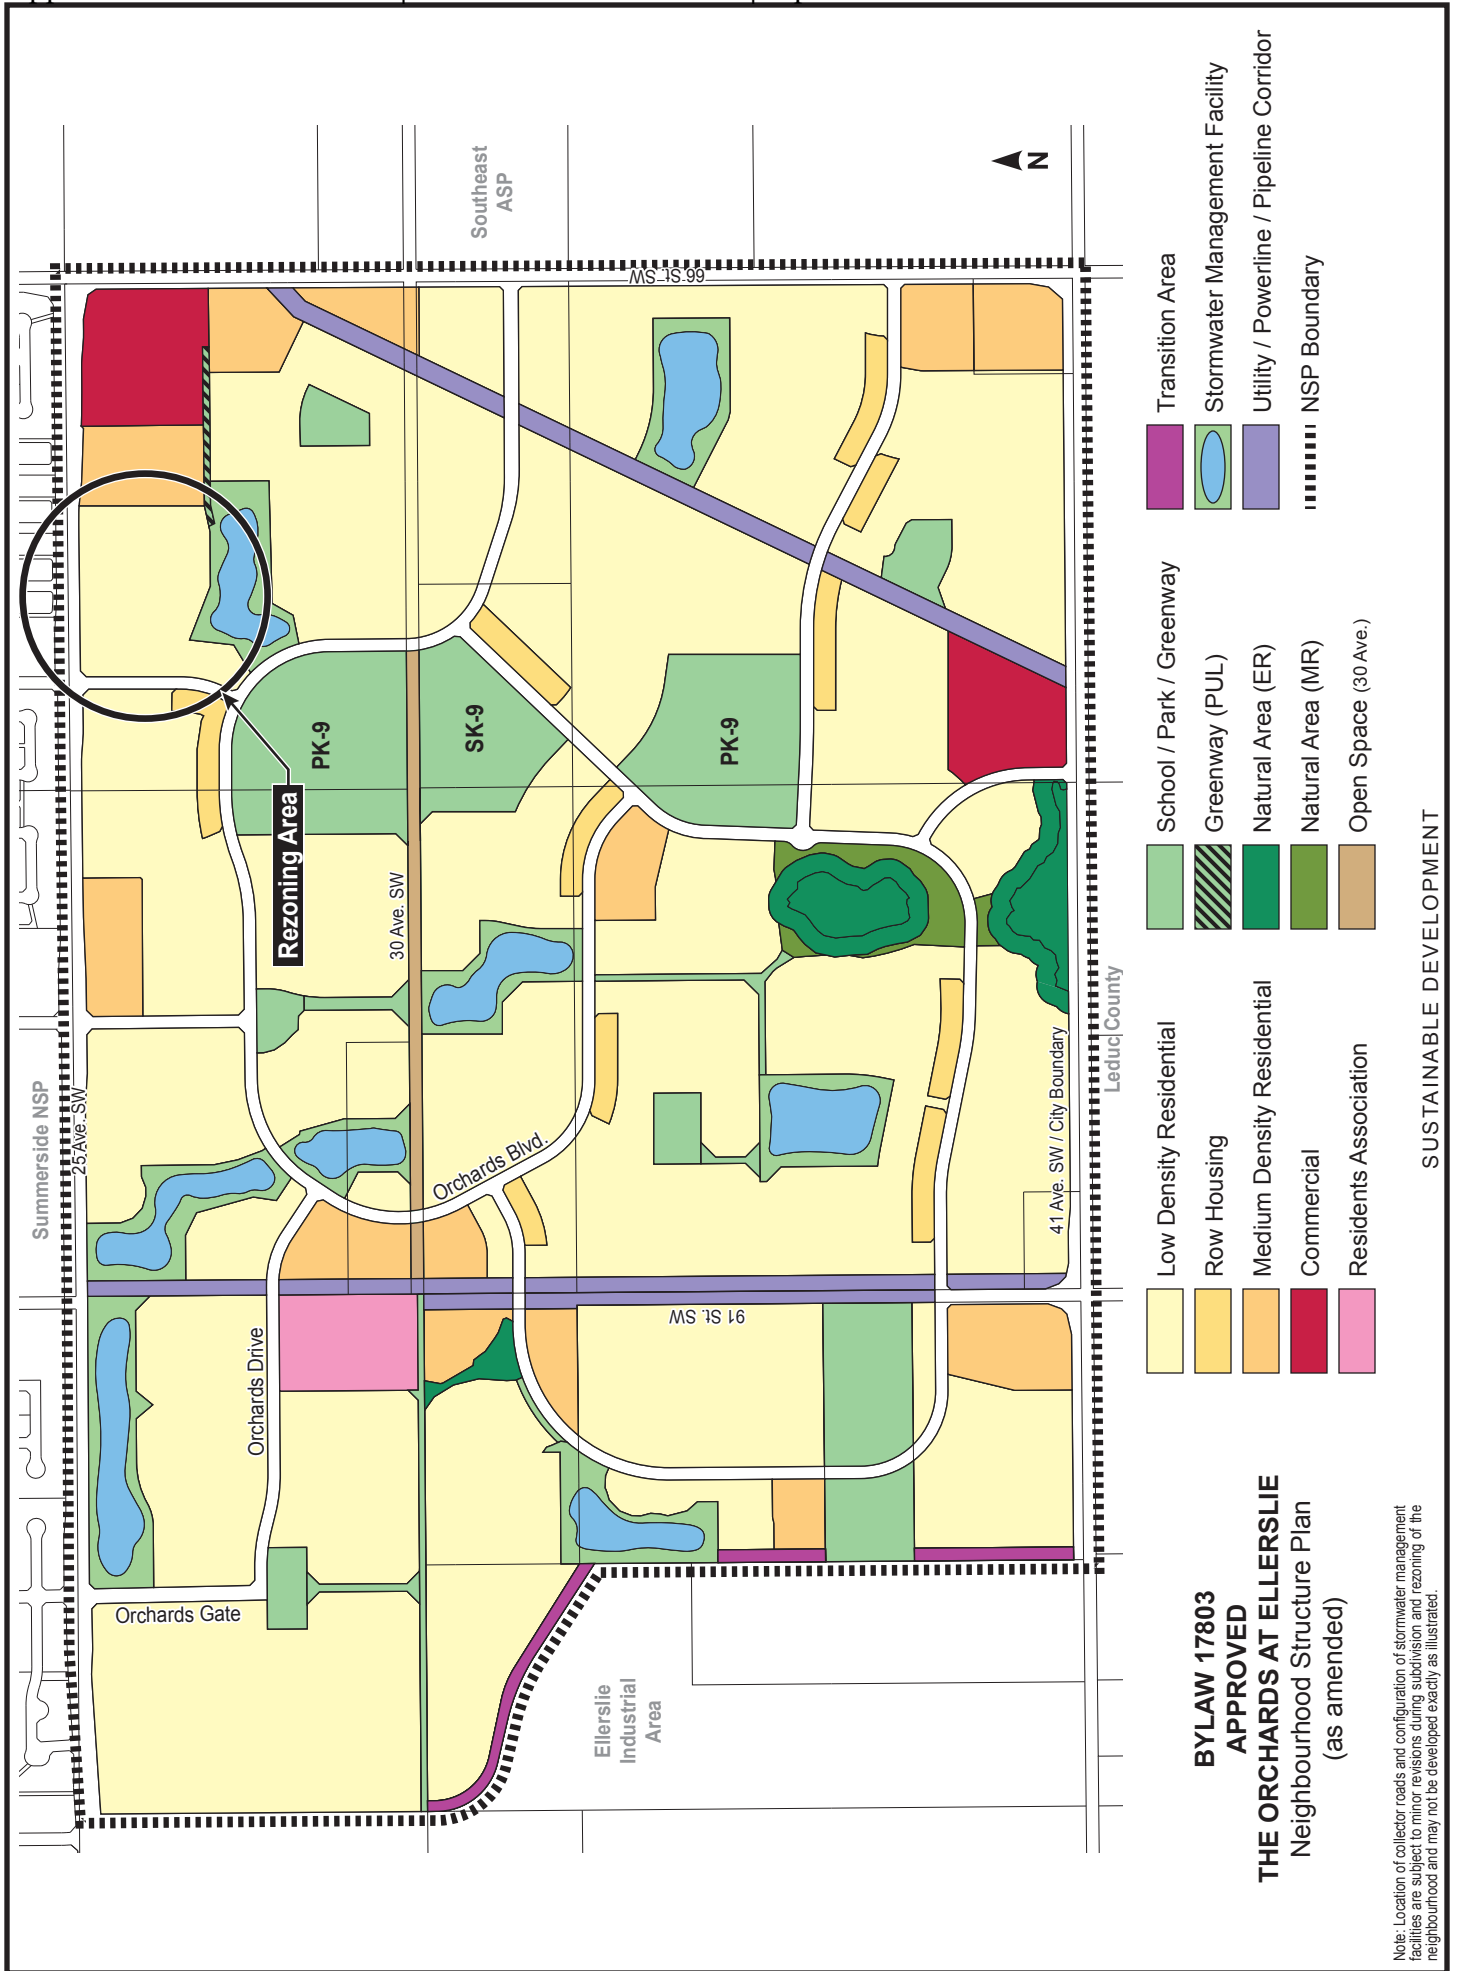 Summerside NSP
25 Ave. SW
Southeast
ASP
66 St. SW
N
Rezoning Area
PK-9
SK-9
PK-9
30 Ave. SW
Orchards Blvd.
Orchards Drive
Orchards Gate
91 St. SW
41 Ave. SW / City Boundary
Leduc County
Ellerslie
Industrial
Area
BYLAW 17803
APPROVED
THE ORCHARDS AT ELLERSLIE
Neighbourhood Structure Plan
(as amended)
Low Density Residential
Row Housing
Medium Density Residential
Commercial
Residents Association
School / Park / Greenway
Greenway (PUL)
Natural Area (ER)
Natural Area (MR)
Open Space (30 Ave.)
Transition Area
Stormwater Management Facility
Utility / Powerline / Pipeline Corridor
NSP Boundary
SUSTAINABLE DEVELOPMENT
Note: Location of collector roads and configuration of stormwater management
facilities are subject to minor revisions during subdivision and rezoning of the
neighbourhood and may not be developed exactly as illustrated.